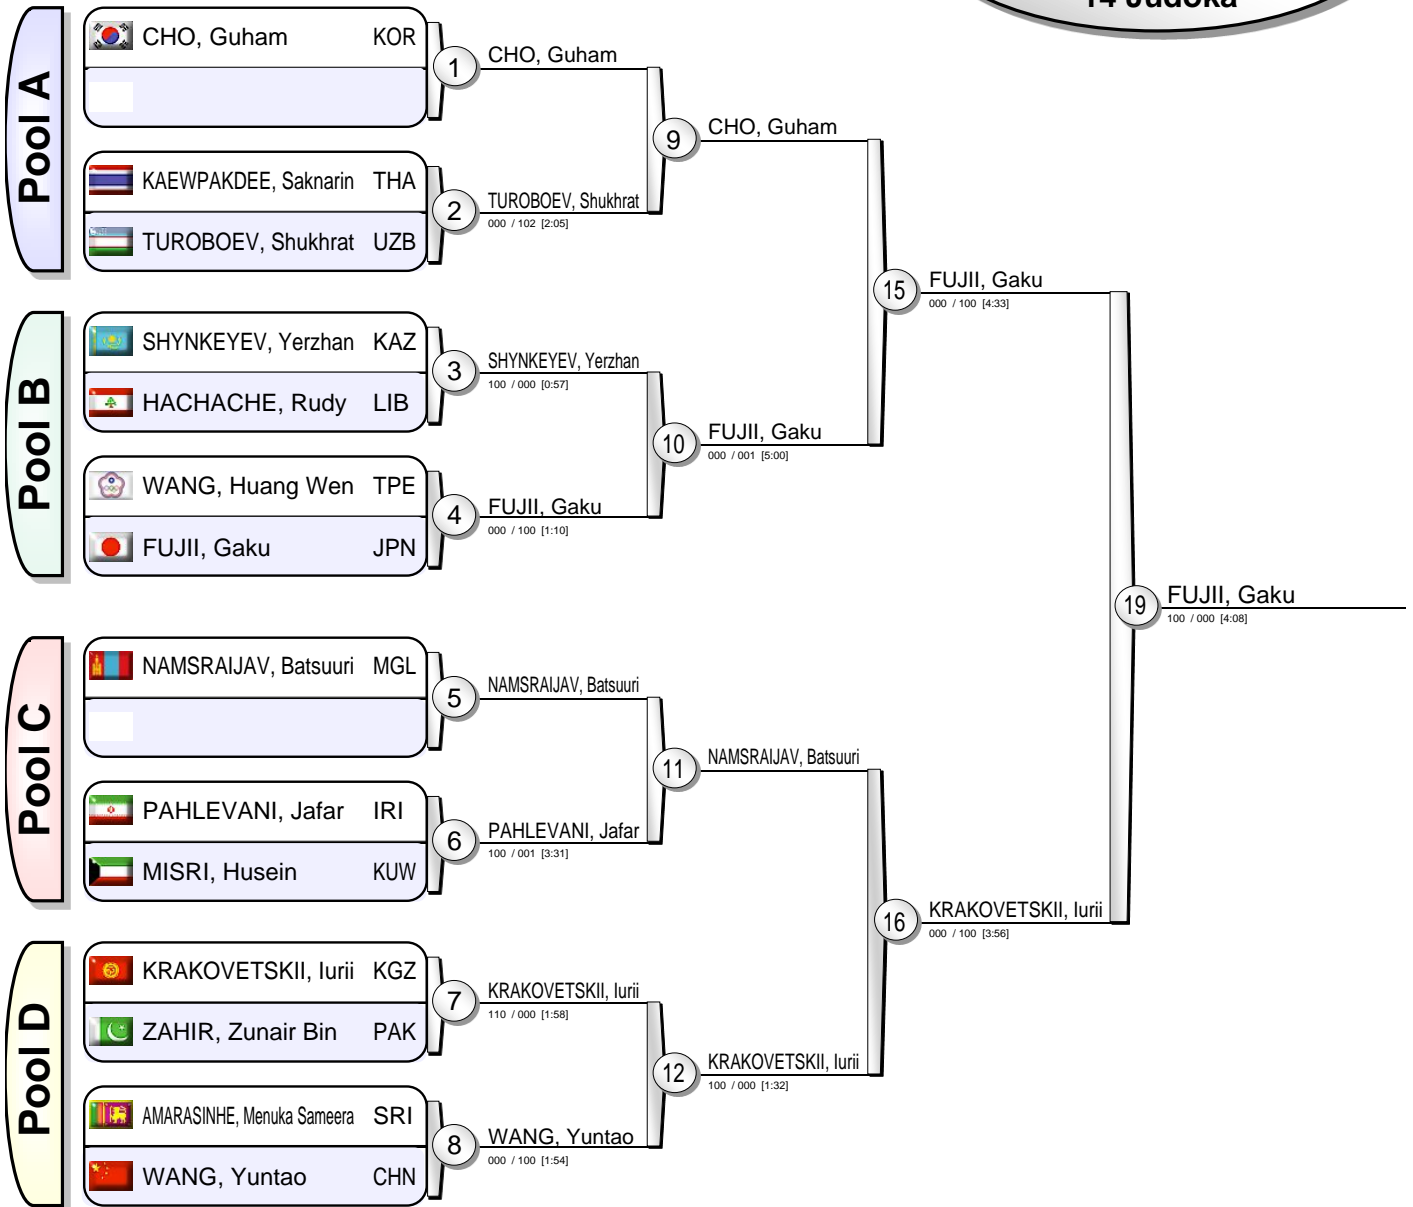 14 Judoka
Pool A
CHO, Guham KOR
KAEWPAKDEE, Saknarin THA
TUROBOEV, Shukhrat UZB
Pool B
SHYNKEYEV, Yerzhan KAZ
HACHACHE, Rudy LIB
WANG, Huang Wen TPE
FUJII, Gaku JPN
Pool C
NAMSRAIJAV, Batsuuri MGL
PAHLEVANI, Jafar IRI
MISRI, Husein KUW
Pool D
KRAKOVETSKII, Iurii KGZ
ZAHIR, Zunair Bin PAK
AMARASINHE, Menuka Sameera SRI
WANG, Yuntao CHN
1
CHO, Guham
2
TUROBOEV, Shukhrat
000 / 102 [2:05]
3
SHYNKEYEV, Yerzhan
100 / 000 [0:57]
4
FUJII, Gaku
000 / 100 [1:10]
5
NAMSRAIJAV, Batsuuri
6
PAHLEVANI, Jafar
100 / 001 [3:31]
7
KRAKOVETSKII, Iurii
110 / 000 [1:58]
8
WANG, Yuntao
000 / 100 [1:54]
9
CHO, Guham
10
FUJII, Gaku
000 / 001 [5:00]
11
NAMSRAIJAV, Batsuuri
12
KRAKOVETSKII, Iurii
100 / 000 [1:32]
15
FUJII, Gaku
000 / 100 [4:33]
16
KRAKOVETSKII, Iurii
000 / 100 [3:56]
19
FUJII, Gaku
100 / 000 [4:08]